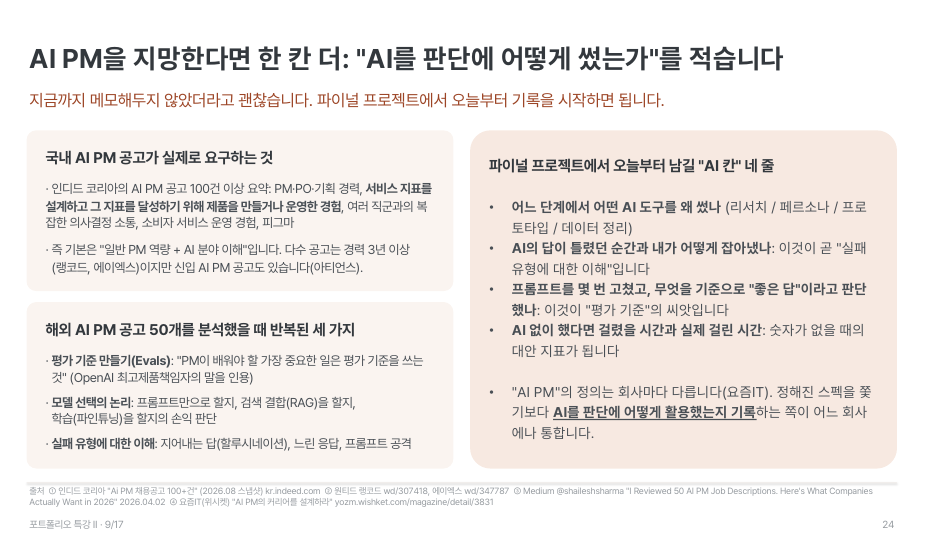 AI PM을 지망한다면 한 칸 더: "AI를 판단에 어떻게 썼는가"를 적습니다
지금까지 메모해두지 않았더라고 괜찮습니다. 파이널 프로젝트에서 오늘부터 기록을 시작하면 됩니다.
국내 AI PM 공고가 실제로 요구하는 것
· 인디드 코리아의 AI PM 공고 100건 이상 요약: PM·PO·기획 경력, 서비스 지표를
설계하고 그 지표를 달성하기 위해 제품을 만들거나 운영한 경험, 여러 직군과의 복
잡한 의사결정 소통, 소비자 서비스 운영 경험, 피그마
· 즉 기본은 "일반 PM 역량 + AI 분야 이해"입니다. 다수 공고는 경력 3년 이상
(랭코드, 에이엑스)이지만 신입 AI PM 공고도 있습니다(아티언스).
해외 AI PM 공고 50개를 분석했을 때 반복된 세 가지
· 평가 기준 만들기(Evals): "PM이 배워야 할 가장 중요한 일은 평가 기준을 쓰는
것" (OpenAI 최고제품책임자의 말을 인용)
· 모델 선택의 논리: 프롬프트만으로 할지, 검색 결합(RAG)을 할지,
학습(파인튜닝)을 할지의 손익 판단
· 실패 유형에 대한 이해: 지어내는 답(할루시네이션), 느린 응답, 프롬프트 공격
파이널 프로젝트에서 오늘부터 남길 "AI 칸" 네 줄
• 어느 단계에서 어떤 AI 도구를 왜 썼나 (리서치 / 페르소나 / 프로
토타입 / 데이터 정리)
• AI의 답이 틀렸던 순간과 내가 어떻게 잡아냈나: 이것이 곧 "실패
유형에 대한 이해"입니다
• 프롬프트를 몇 번 고쳤고, 무엇을 기준으로 "좋은 답"이라고 판단
했나: 이것이 "평가 기준"의 씨앗입니다
• AI 없이 했다면 걸렸을 시간과 실제 걸린 시간: 숫자가 없을 때의
대안 지표가 됩니다
• "AI PM"의 정의는 회사마다 다릅니다(요즘IT). 정해진 스펙을 쫓
기보다 AI를 판단에 어떻게 활용했는지 기록하는 쪽이 어느 회사
에나 통합니다.
출처 ① 인디드 코리아 "Ai PM 채용공고 100+건" (2026.08 스냅샷) kr.indeed.com ② 원티드 랭코드 wd/307418, 에이엑스 wd/347787 ③ Medium @shaileshsharma "I Reviewed 50 AI PM Job Descriptions. Here's What Companies
Actually Want in 2026" 2026.04.02 ④ 요즘IT(위시켓) "AI PM의 커리어를 설계하라" yozm.wishket.com/magazine/detail/3831
포트폴리오 특강 II · 9/17
24